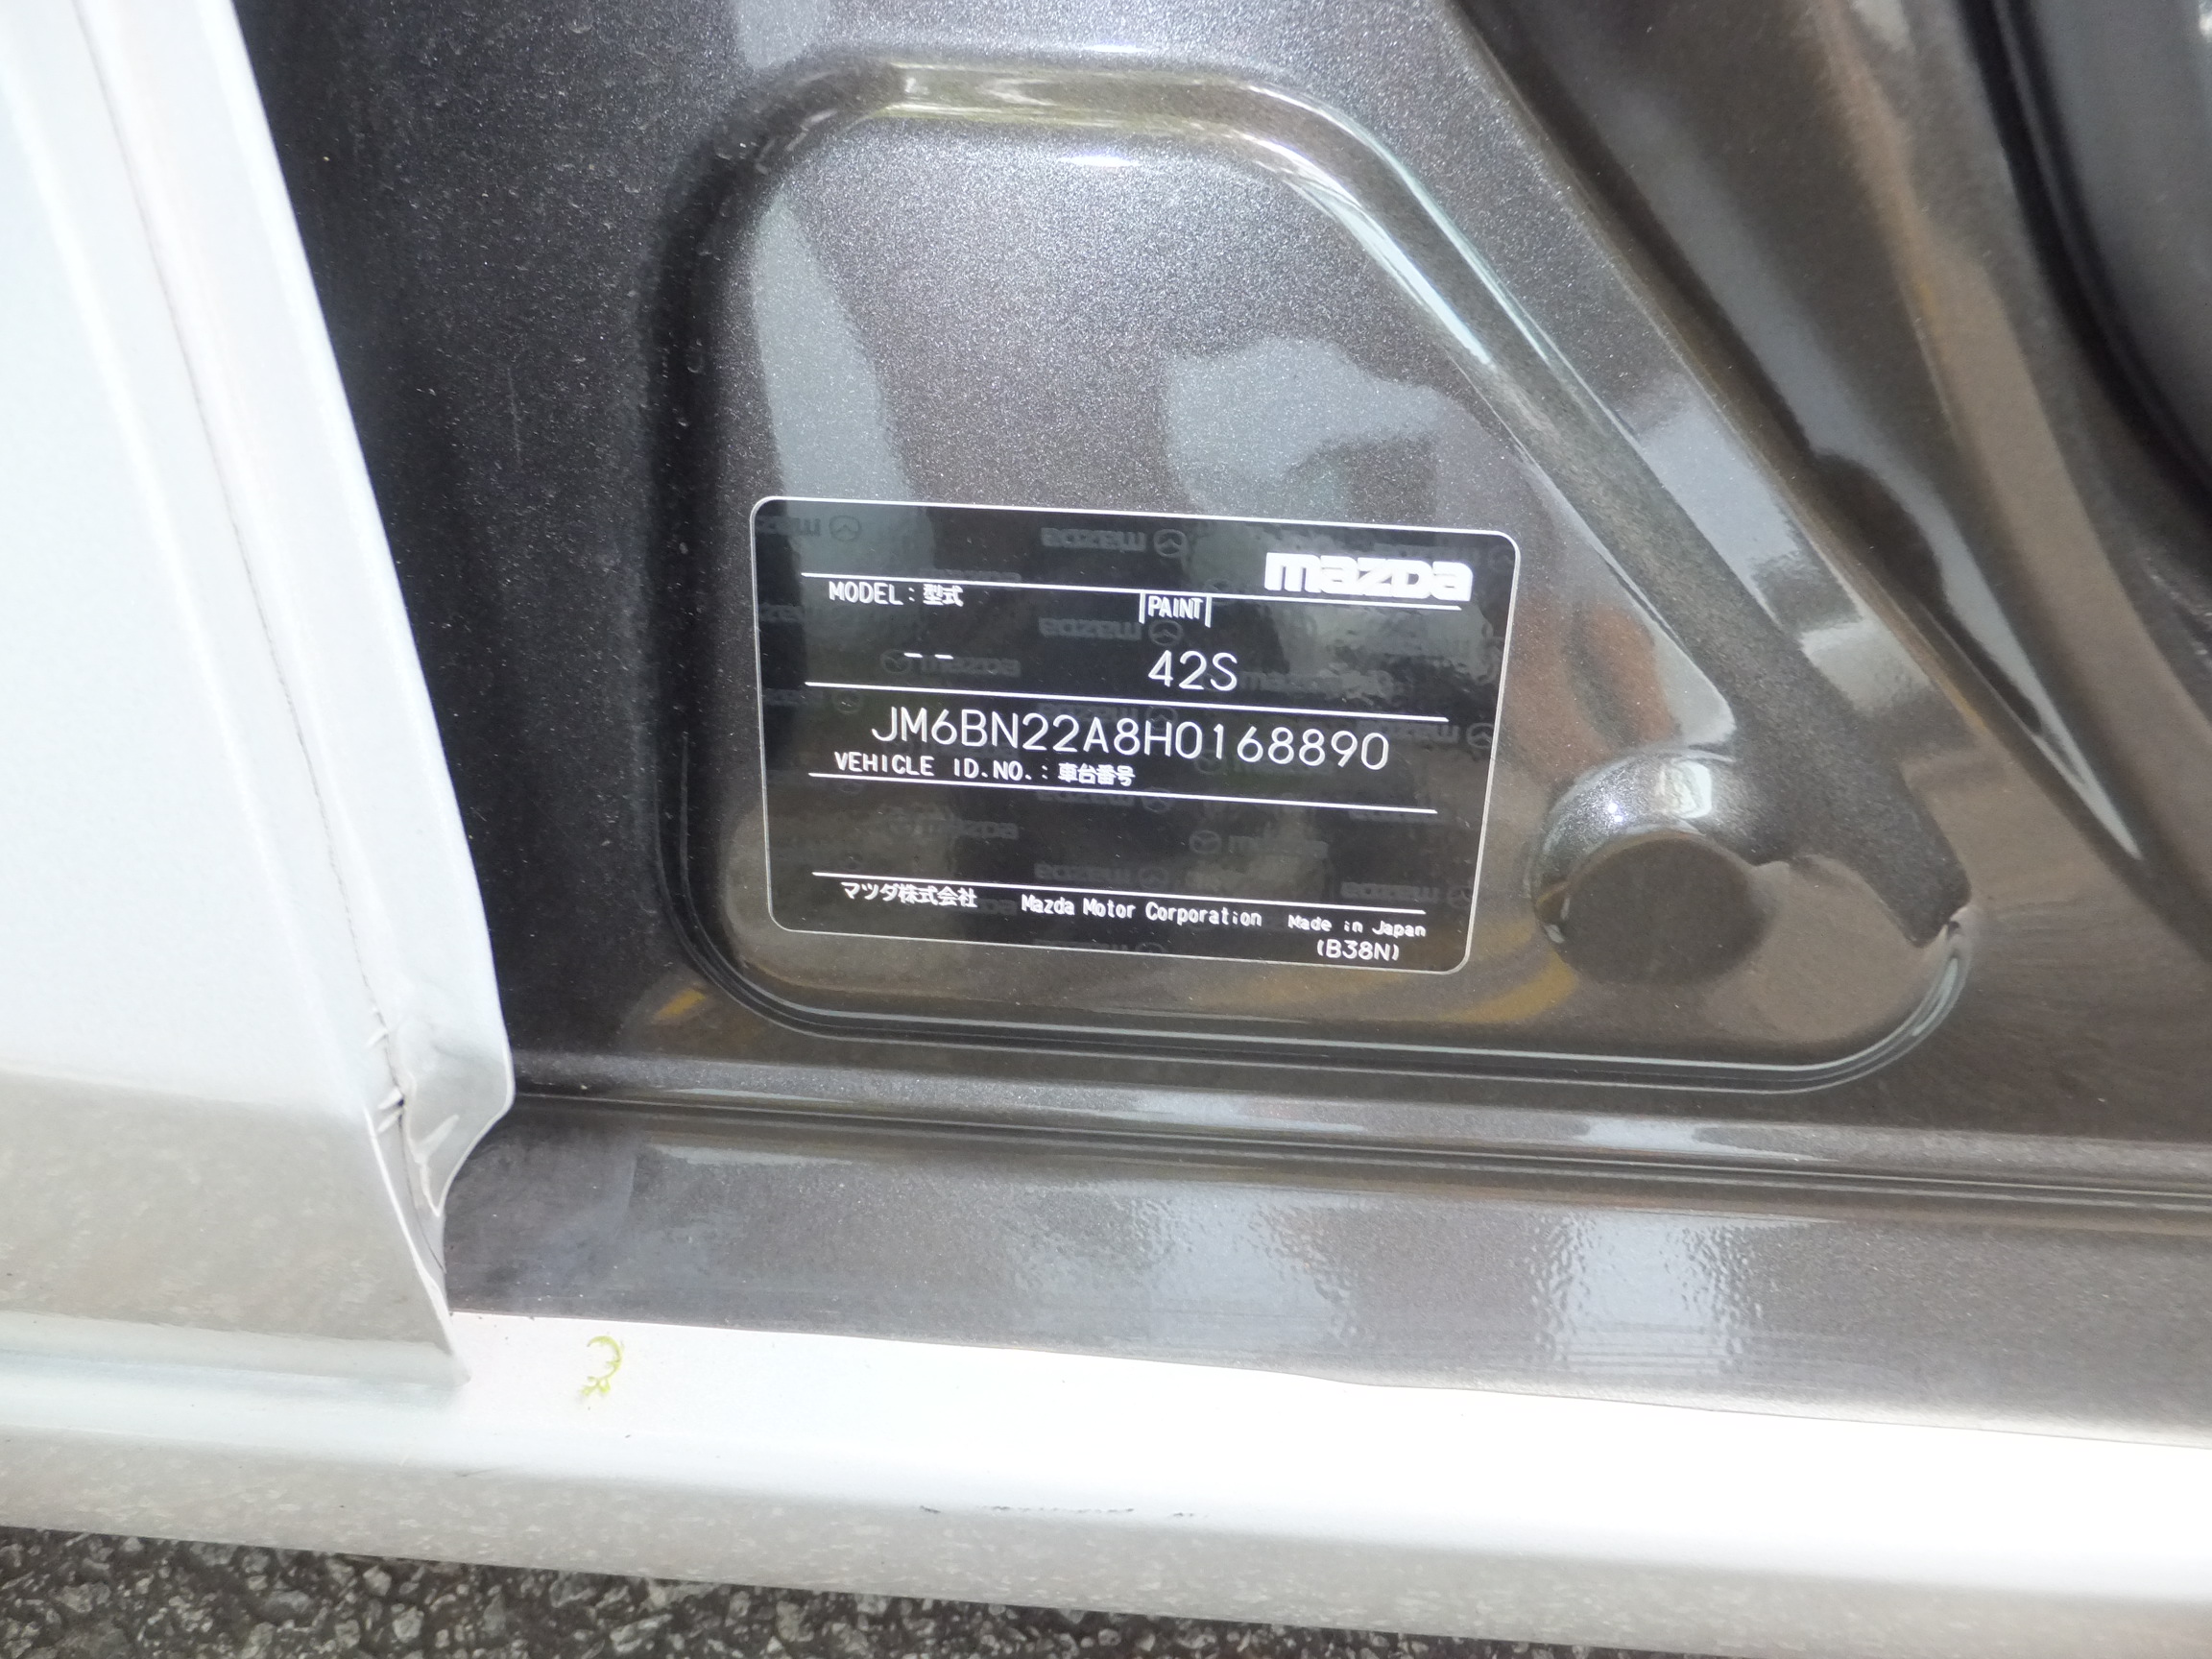 mazda
MODEL:型式 PAINT
-- 42S
JM6BN22A8H0168890
VEHICLE ID.NO.:車台番号
マツダ株式会社 Mazda Motor Corporation Made in Japan
(B38N)